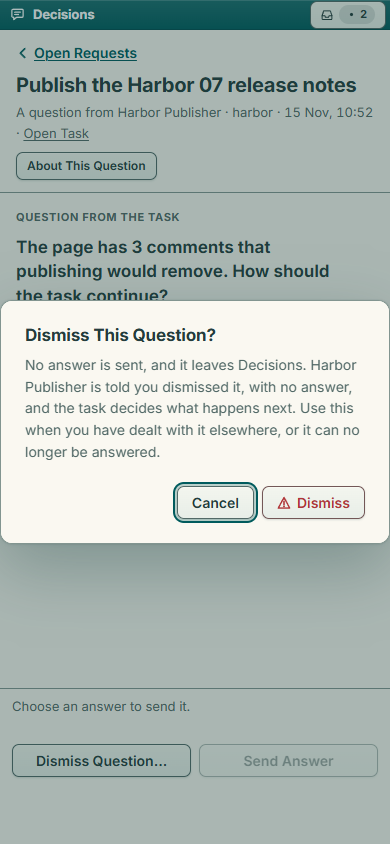 Decisions
• 2
Open Requests
Publish the Harbor 07 release notes
A question from Harbor Publisher · harbor · 15 Nov, 10:52
· Open Task
About This Question
QUESTION FROM THE TASK
The page has 3 comments that
publishing would remove. How should
the task continue?
Dismiss This Question?
No answer is sent, and it leaves Decisions. Harbor
Publisher is told you dismissed it, with no answer,
and the task decides what happens next. Use this
when you have dealt with it elsewhere, or it can no
longer be answered.
Cancel
Dismiss
Choose an answer to send it.
Dismiss Question...
Send Answer